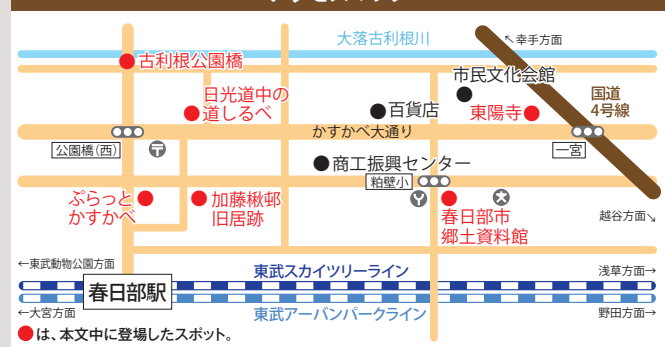 大落古利根川
↖幸手方面
古利根公園橋
市民文化会館
日光道中の
道しるべ
百貨店
東陽寺
国道
4号線
かすかべ大通り
公園橋(西)
一宮
商工振興センター
粕壁小
ぷらっと
かすかべ
加藤楸邨
旧居跡
春日部市
郷土資料館
越谷方面↘
←東武動物公園方面
東武スカイツリーライン
浅草方面→
春日部駅
←大宮方面
東武アーバンパークライン
野田方面→
●は、本文中に登場したスポット。